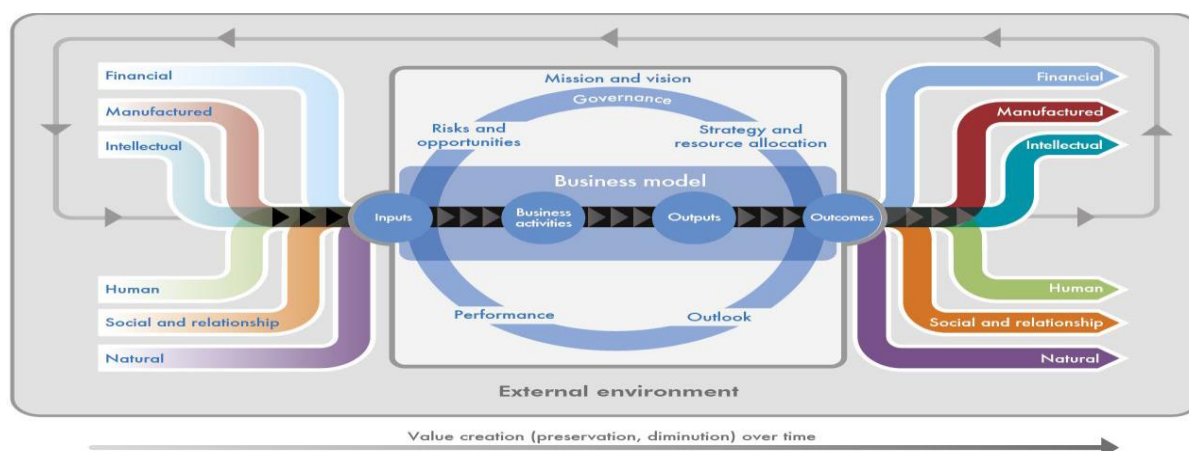 Financial
Manufactured
Intellectual
Human
Social and relationship
Natural
Mission and vision
Governance
Risks and
opportunities
Strategy and
resource allocation
Business model
Inputs
Business
activities
Outputs
Outcomes
Performance
Outlook
Financial
Manufactured
Intellectual
Human
Social and relationship
Natural
External environment
Value creation (preservation, diminution) over time